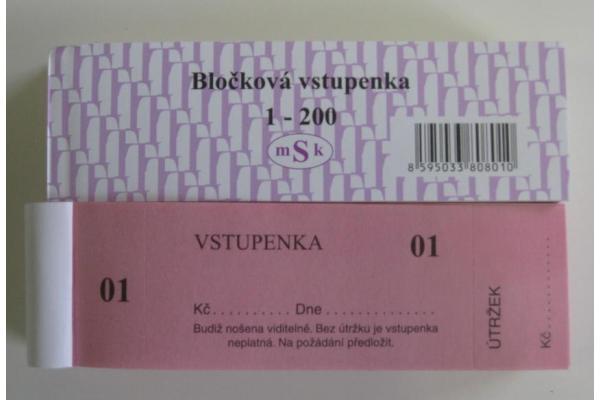 Bločková vstupenka
1 - 200
mSk
8 595033 808010
VSTUPENKA
01
01
Kč. . . . . . . . . . Dne . . . . . . . . . . . . . .
Budiž nošena viditelně. Bez útržku je vstupenka
neplatná. Na požádání předložit.
ÚTRŽEK
Kč. . . . . . . . . . . .